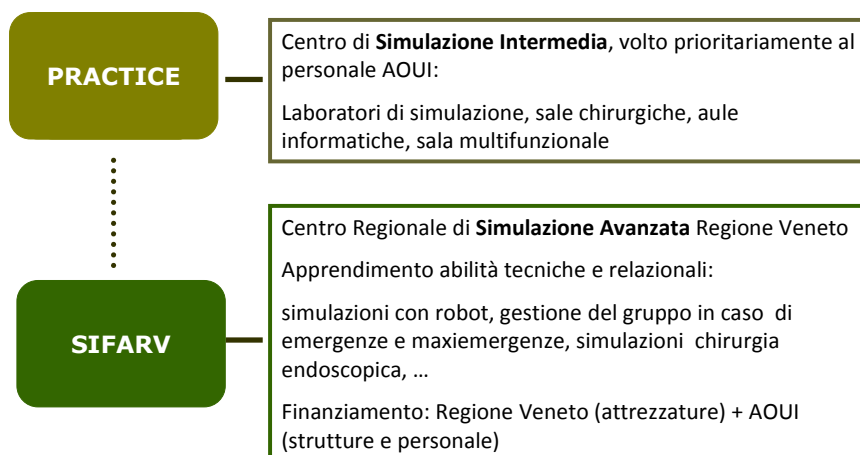 PRACTICE
Centro di Simulazione Intermedia, volto prioritariamente al
personale AOUI:
Laboratori di simulazione, sale chirurgiche, aule
informatiche, sala multifunzionale
SIFARV
Centro Regionale di Simulazione Avanzata Regione Veneto
Apprendimento abilità tecniche e relazionali:
simulazioni con robot, gestione del gruppo in caso di
emergenze e maxiemergenze, simulazioni chirurgia
endoscopica, ...
Finanziamento: Regione Veneto (attrezzature) + AOUI
(strutture e personale)